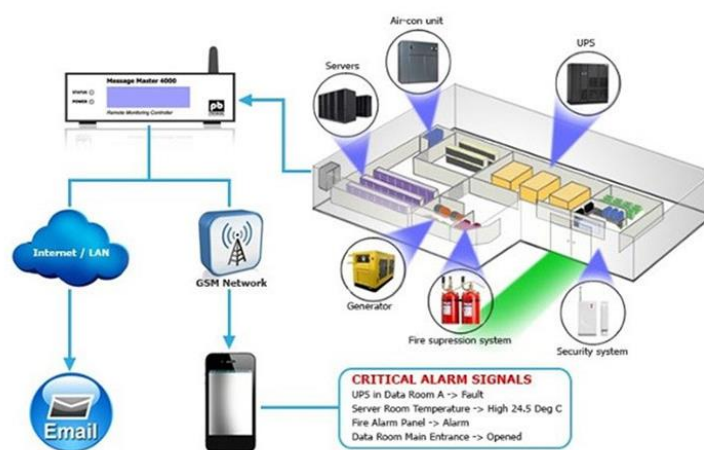 Air-con unit
UPS
Servers
Message Master 4000
STATUS
POWER
Remote Monitoring Controller
pb
Internet / LAN
GSM Network
Generator
Fire supression system
Security system
Email
CRITICAL ALARM SIGNALS
UPS in Data Room A -> Fault
Server Room Temperature -> High 24.5 Deg C
Fire Alarm Panel -> Alarm
Data Room Main Entrance -> Opened